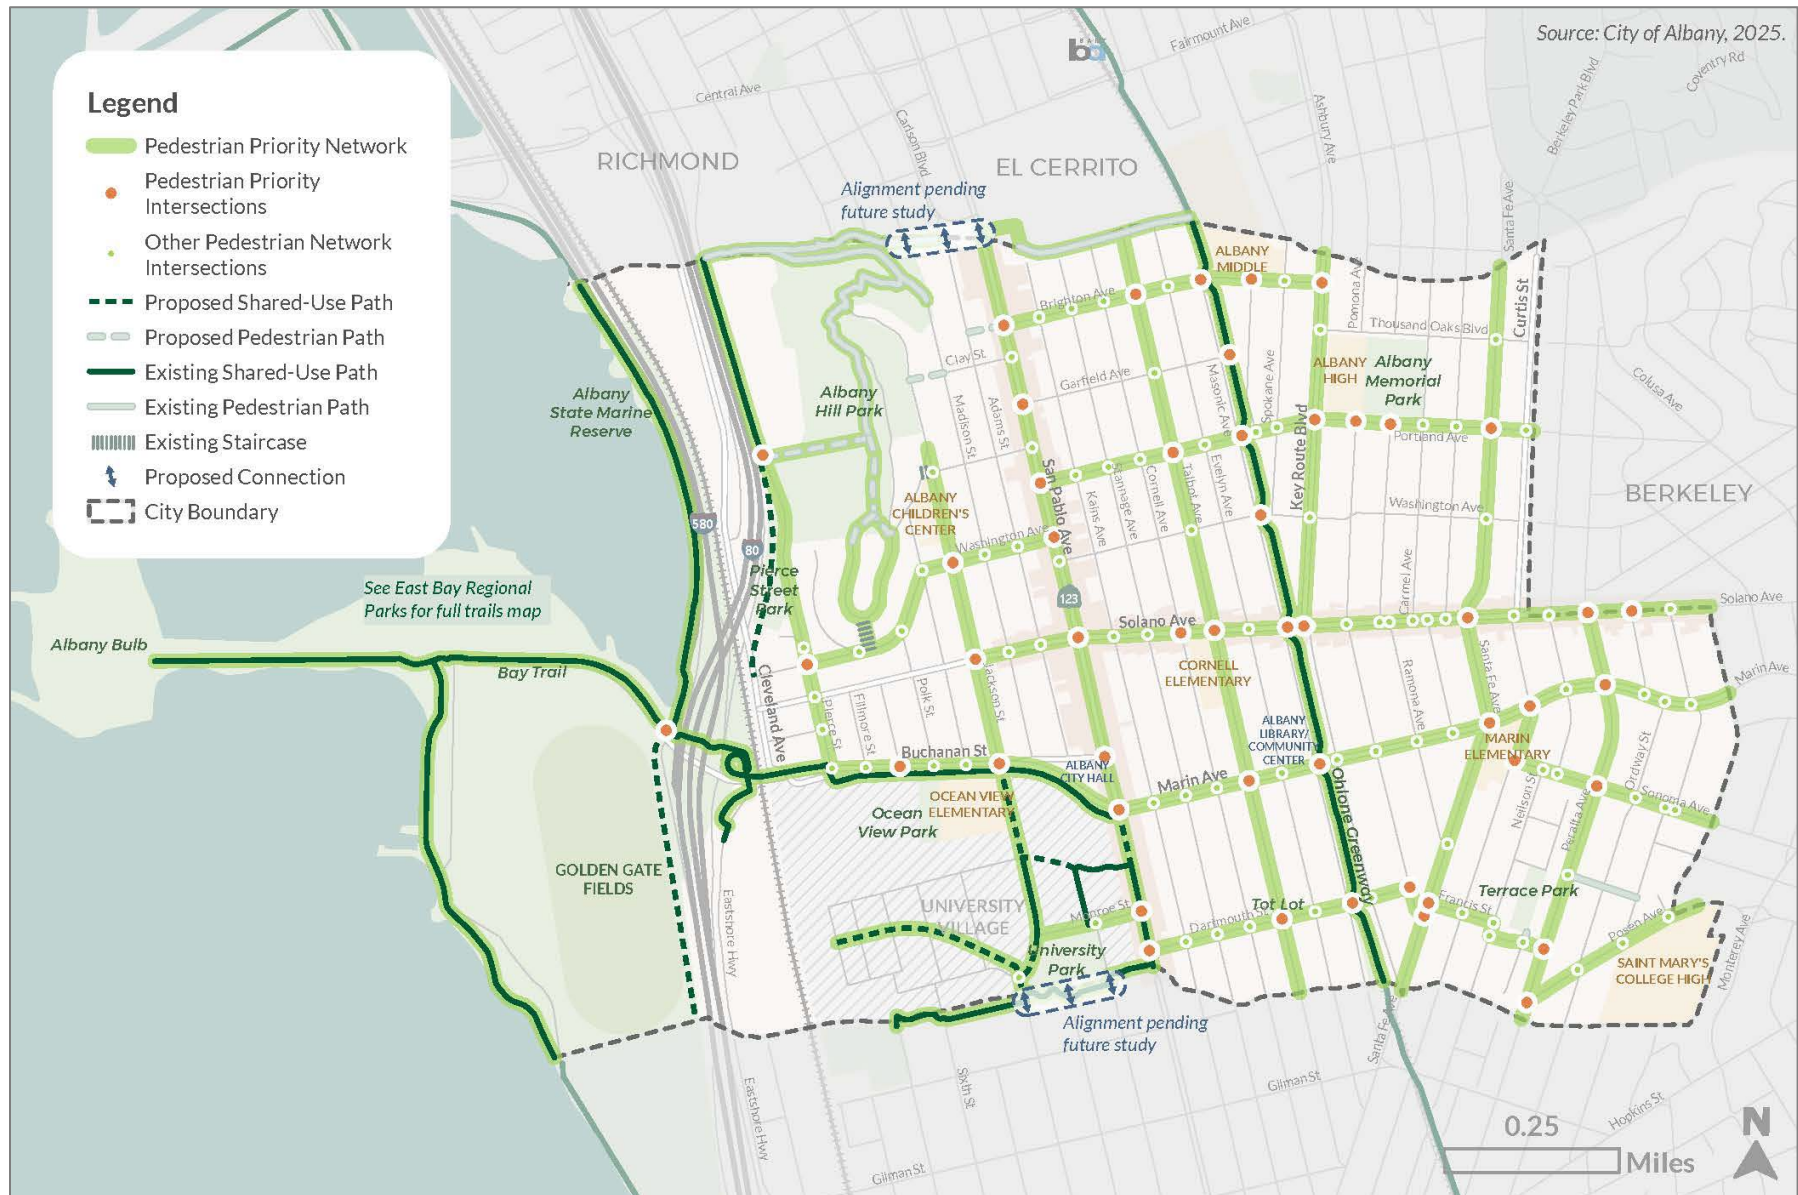 Source: City of Albany, 2025.
Legend
Pedestrian Priority Network
Pedestrian Priority
Intersections
Other Pedestrian Network
Intersections
Proposed Shared-Use Path
Proposed Pedestrian Path
Existing Shared-Use Path
Existing Pedestrian Path
Existing Staircase
Proposed Connection
City Boundary
RICHMOND
EL CERRITO
BERKELEY
Central Ave
Carlson Blvd
Fairmount Ave
Ashbury Ave
Berkeley Park Blvd
Coventry Rd
Santa Fe Ave
ba
Alignment pending
future study
ALBANY
MIDDLE
Pomona Ave
Curtis St
Brighton Ave
Thousand Oaks Blvd
Clay St
Garfield Ave
Masonic Ave
Spokane Ave
ALBANY
HIGH
Albany
Memorial
Park
Colusa Ave
Albany
State Marine
Reserve
Albany
Hill Park
Madison St
Adams St
San Pablo Ave
Key Route Blvd
Portland Ave
Kains Ave
Stannage Ave
Cornell Ave
Talbot Ave
Evelyn Ave
ALBANY
CHILDREN'S
CENTER
Washington Ave
Washington Ave
580
80
123
Pierce
Street
Park
See East Bay Regional
Parks for full trails map
Albany Bulb
Bay Trail
Carmel Ave
Solano Ave
Solano Ave
Cleveland Ave
Pierce St
Fillmore St
Polk St
Jackson St
CORNELL
ELEMENTARY
Ramona Ave
Santa Fe Ave
Marin Ave
ALBANY
LIBRARY/
COMMUNITY
CENTER
MARIN
ELEMENTARY
Buchanan St
ALBANY
CITY HALL
Marin Ave
Ohlone Greenway
Neilson St
Peralta Ave
Ordway St
Sonoma Ave
Ocean
View Park
OCEAN VIEW
ELEMENTARY
GOLDEN GATE
FIELDS
Eastshore Hwy
UNIVERSITY
VILLAGE
Monroe St
Dartmouth St
Tot Lot
Francis St
Terrace Park
Posen Ave
University
Park
SAINT MARY'S
COLLEGE HIGH
Monterey Ave
Alignment pending
future study
Santa Fe Ave
Eastshore Hwy
Sixth St
Gilman St
Gilman St
Hopkins St
0.25
Miles
N